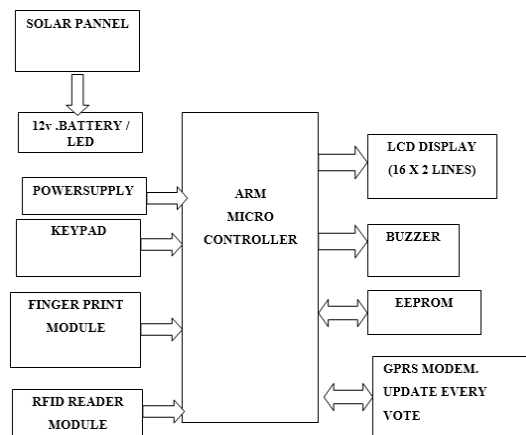 SOLAR PANNEL
12v .BATTERY /
LED
POWERSUPPLY
KEYPAD
FINGER PRINT
MODULE
RFID READER
MODULE
ARM
MICRO
CONTROLLER
LCD DISPLAY
(16 X 2 LINES)
BUZZER
EEPROM
GPRS MODEM.
UPDATE EVERY
VOTE